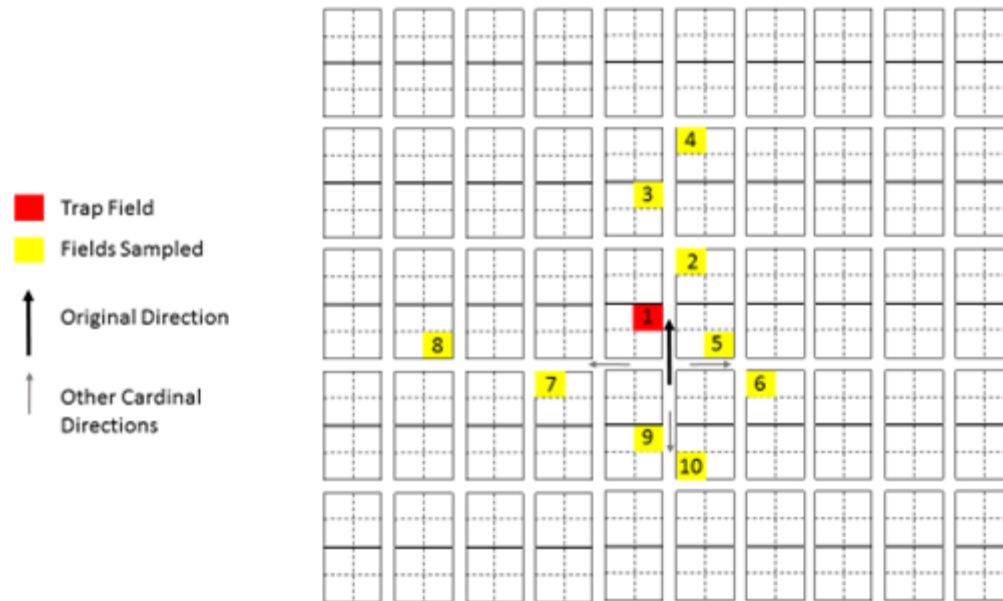 4
3
Trap Field
Fields Sampled
2
Original Direction
1
8
5
7
6
Other Cardinal
Directions
9
10